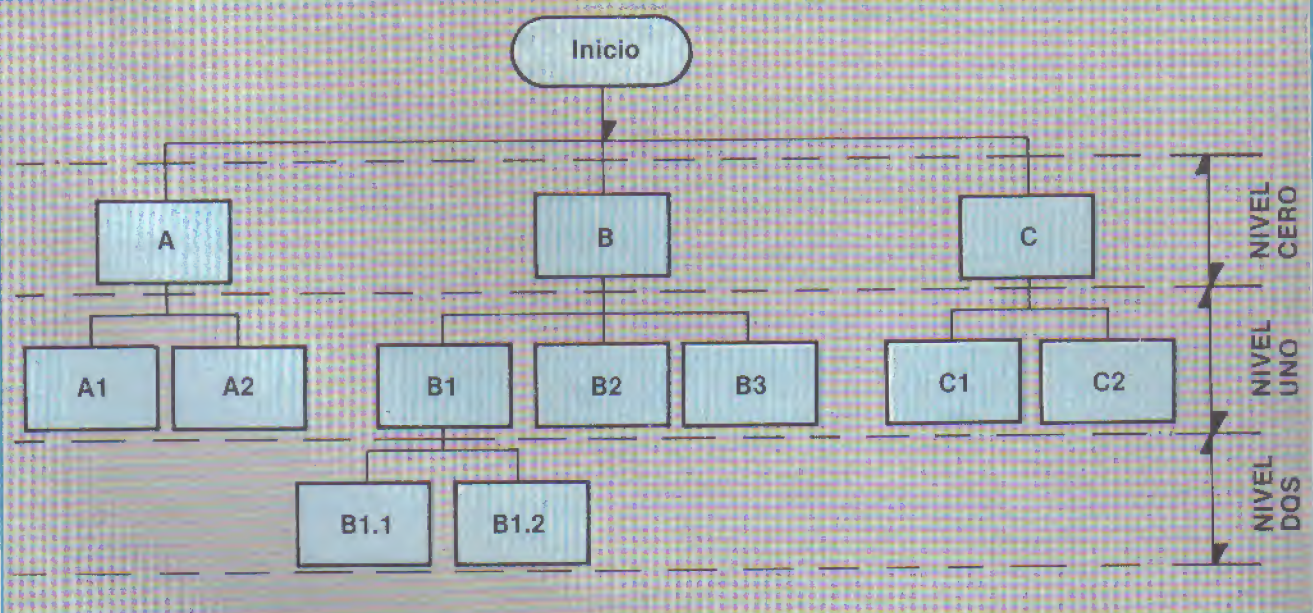 Inicio
A
B
C
NIVEL
CERO
A1
A2
B1
B2
B3
C1
C2
NIVEL
UNO
B1.1
B1.2
NIVEL
DOS